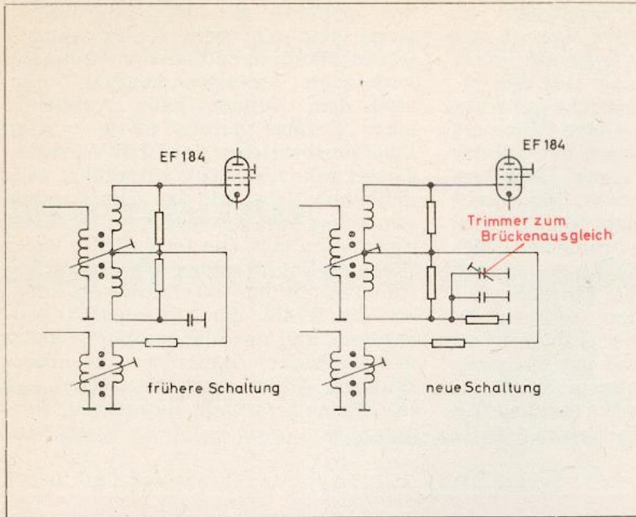 EF 184
EF 184
Trimmer zum
Brückenausgleich
frühere Schaltung
neue Schaltung